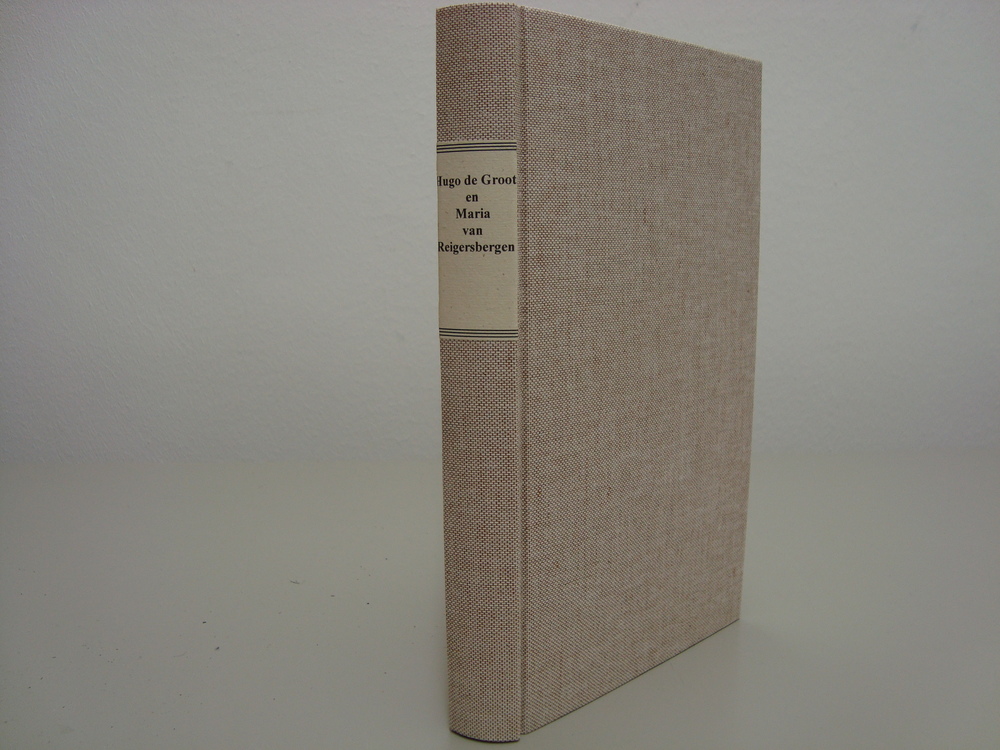 Hugo de Groot
en
Maria
van
Reigersbergen